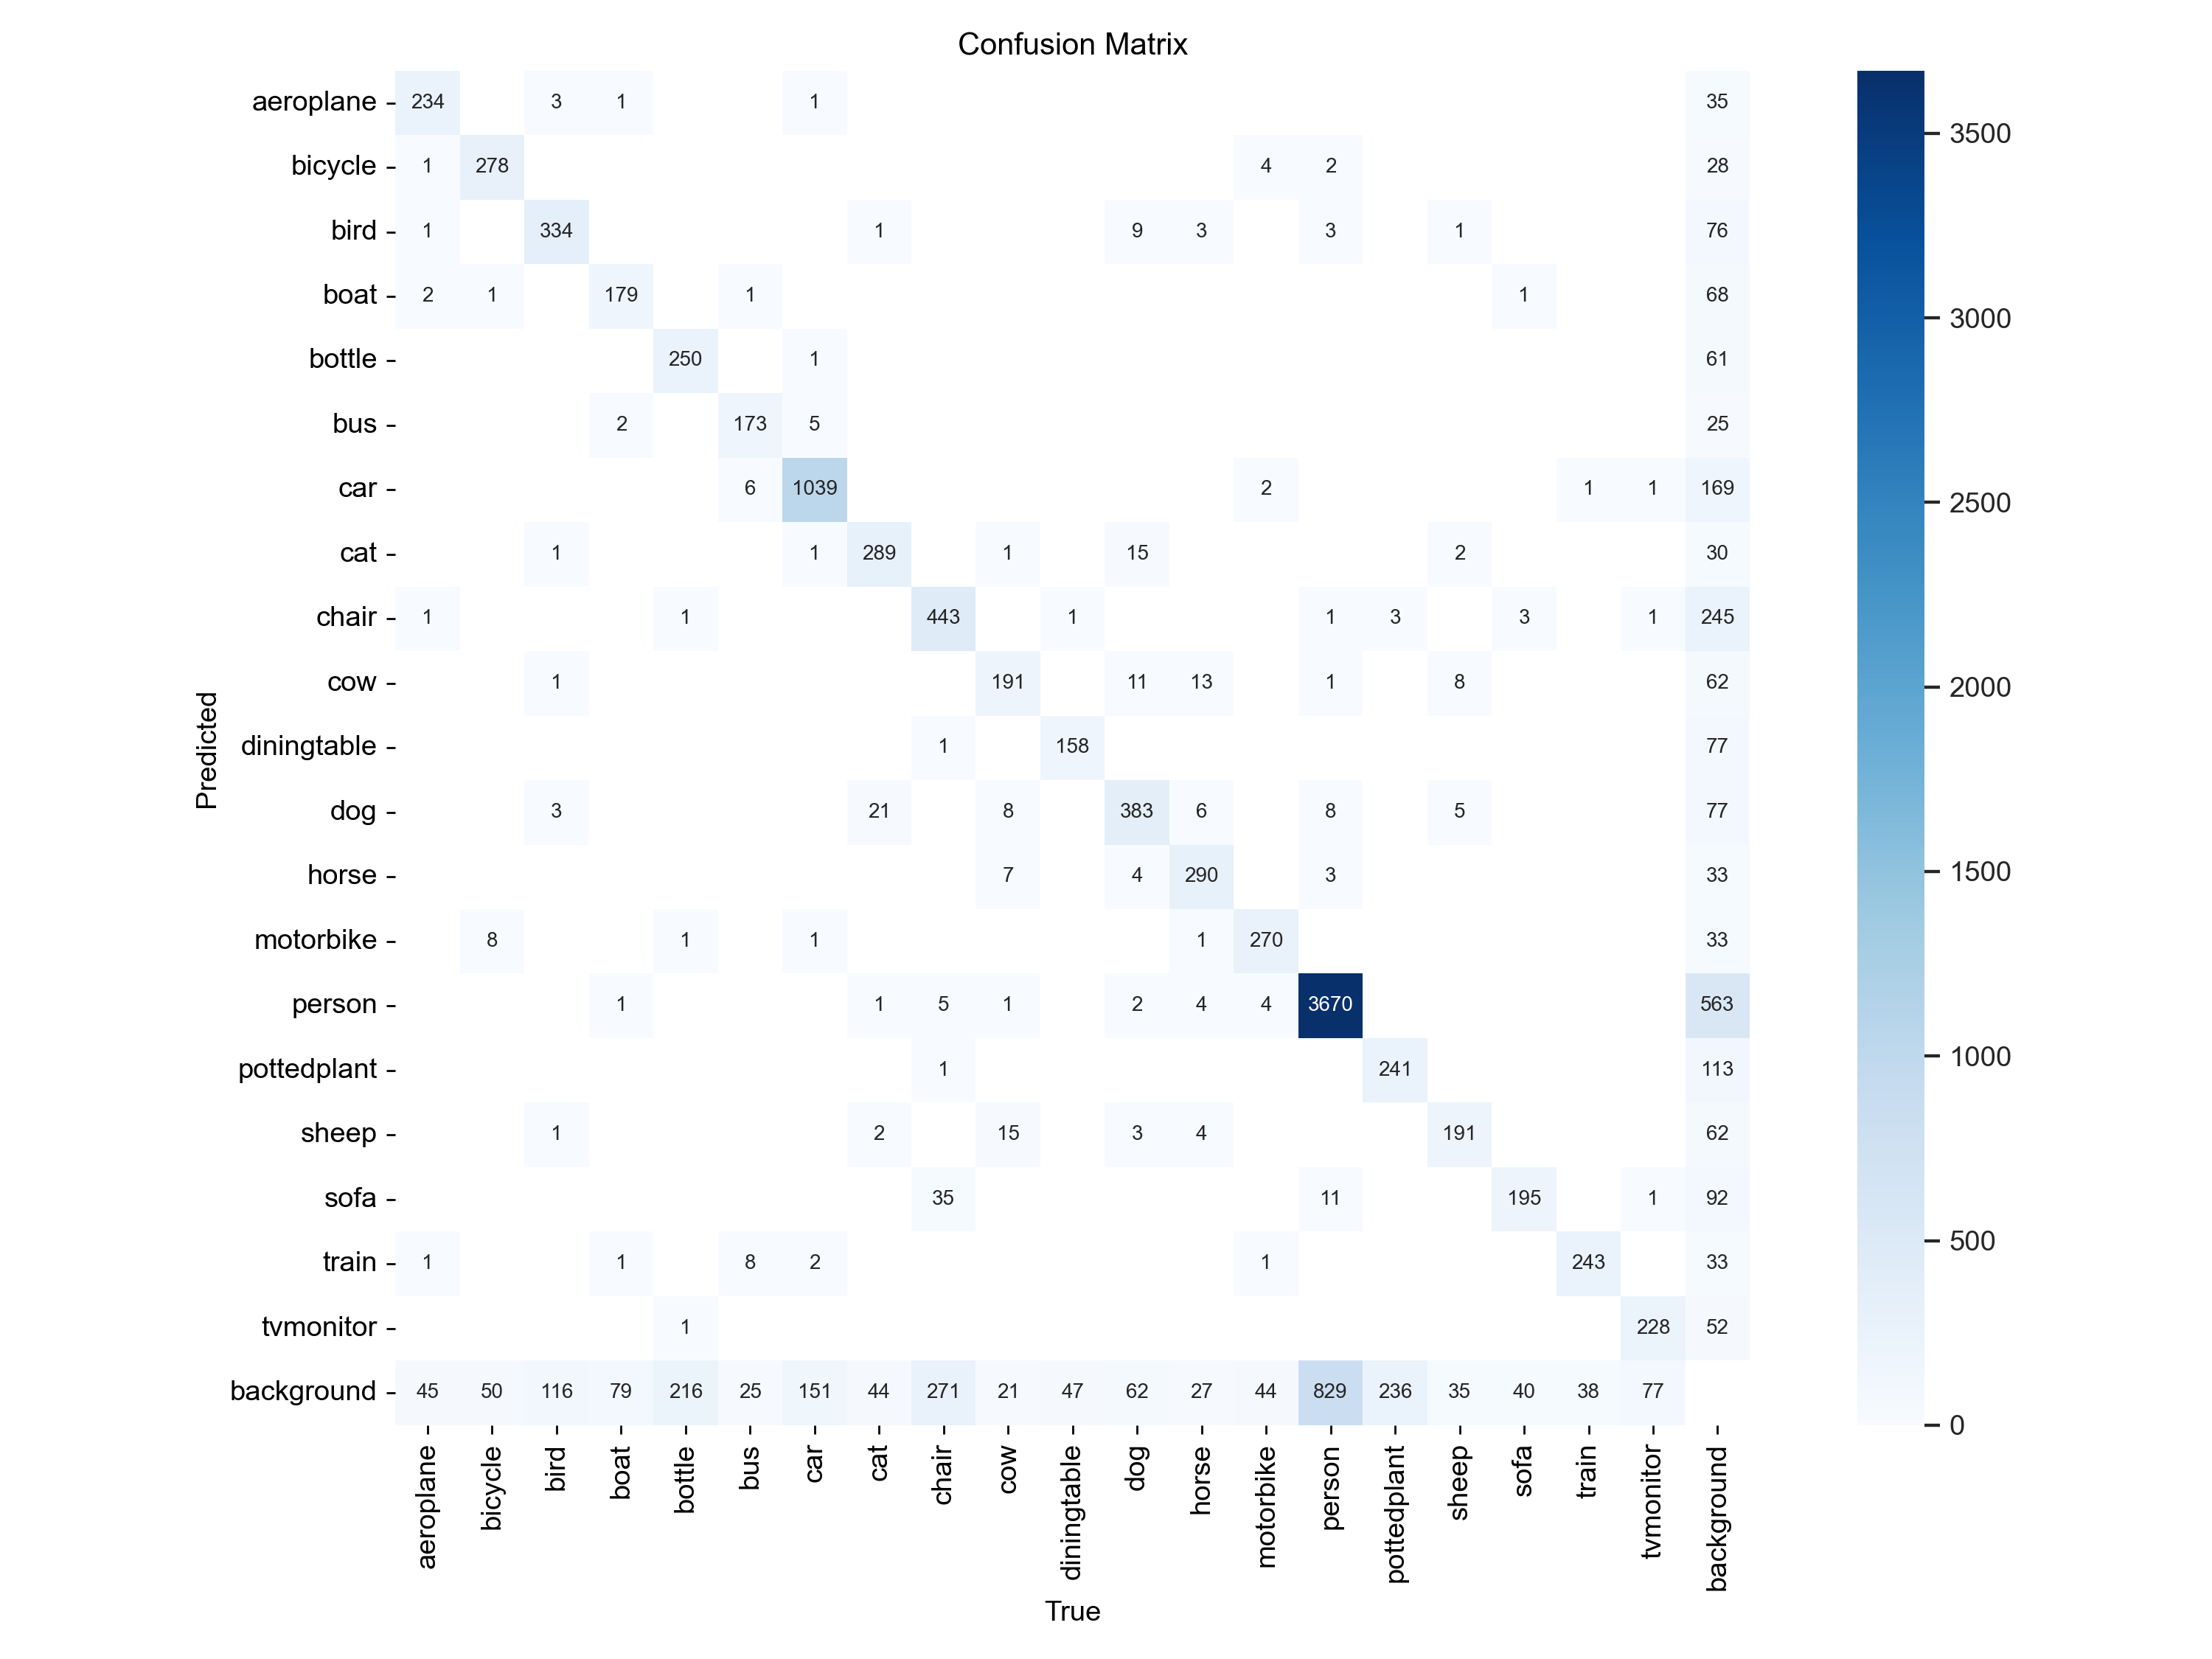 Confusion Matrix
aeroplane 234 3 1 1 35
bicycle 1 278 4 2 28
bird 1 334 1 9 3 3 1 76
boat 2 1 179 1 1 68
bottle 250 1 61
bus 2 173 5 25
car 6 1039 2 1 1 169
cat 1 1 289 1 15 2 30
chair 1 1 443 1 1 3 3 1 245
cow 1 191 11 13 1 8 62
diningtable 1 158 77
dog 3 21 8 383 6 8 5 77
horse 7 4 290 3 33
motorbike 8 1 1 1 270 33
person 1 1 5 1 2 4 4 3670 563
pottedplant 1 241 113
sheep 1 2 15 3 4 191 62
sofa 35 11 195 1 92
train 1 1 8 2 1 243 33
tvmonitor 1 228 52
background 45 50 116 79 216 25 151 44 271 21 47 62 27 44 829 236 35 40 38 77
aeroplane bicycle bird boat bottle bus car cat chair cow diningtable dog horse motorbike person pottedplant sheep sofa train tvmonitor background
True
Predicted
3500
3000
2500
2000
1500
1000
500
0